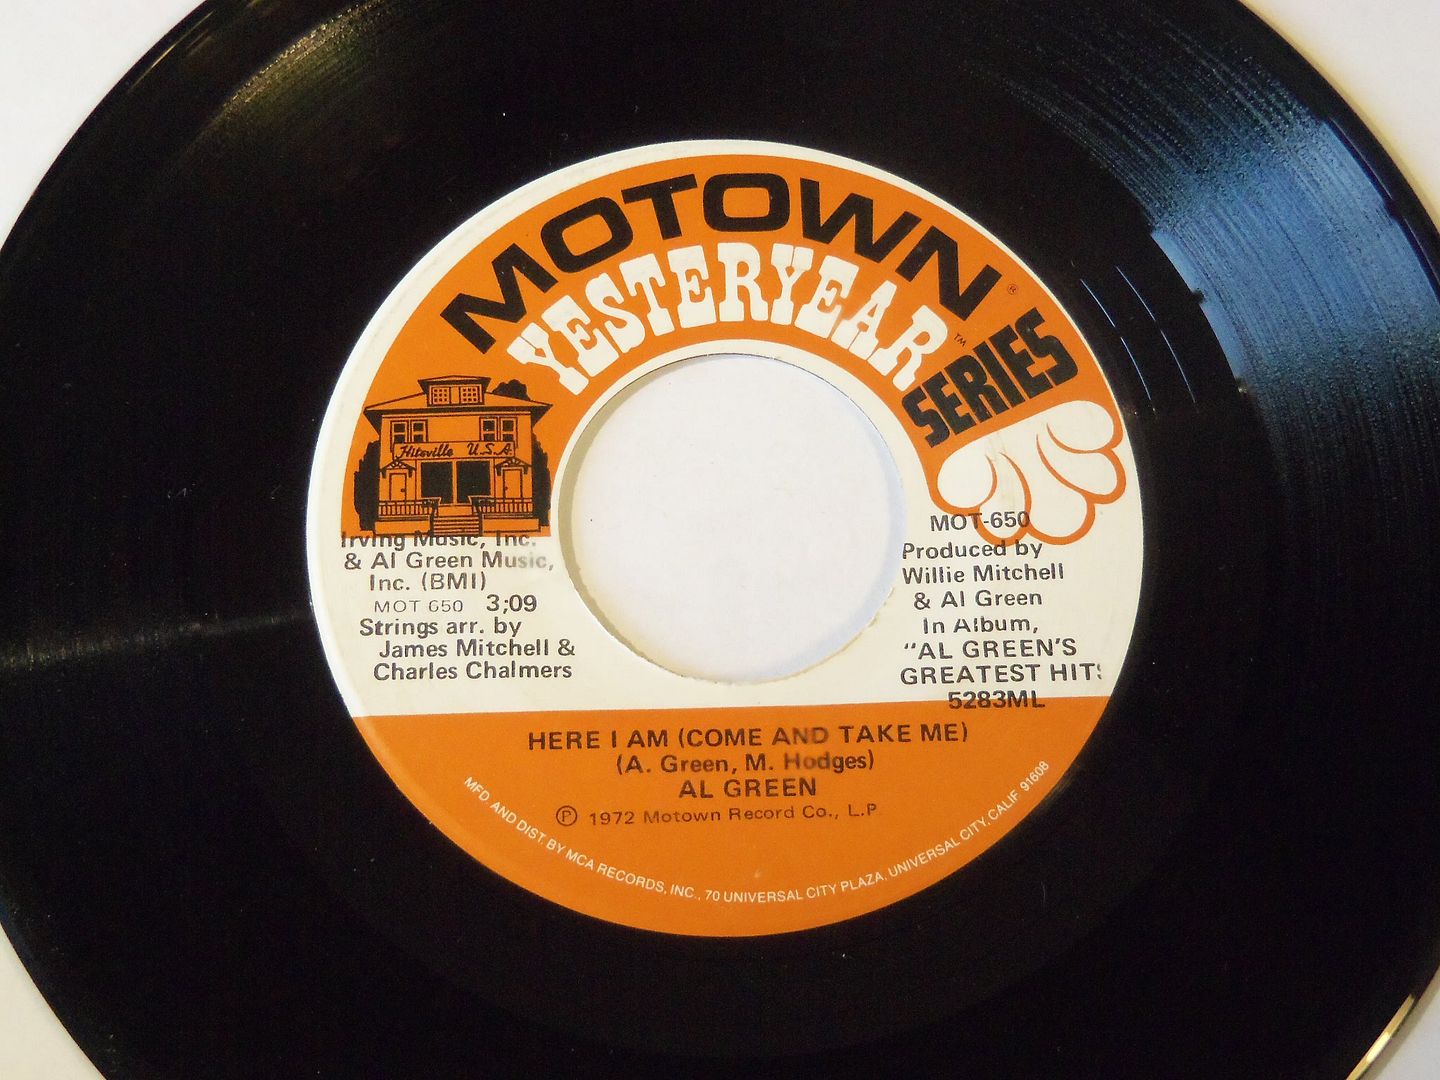 MOTOWN®
YESTERYEAR™
SERIES
Hitsville U.S.A.
Irving Music, Inc.
& Al Green Music,
Inc. (BMI)
MOT 650 3;09
Strings arr. by
James Mitchell &
Charles Chalmers
MOT-650
Produced by
Willie Mitchell
& Al Green
In Album,
"AL GREEN'S
GREATEST HITS
5283ML
HERE I AM (COME AND TAKE ME)
(A. Green, M. Hodges)
AL GREEN
℗ 1972 Motown Record Co., L.P
MFD. AND DIST. BY MCA RECORDS, INC., 70 UNIVERSAL CITY PLAZA, UNIVERSAL CITY, CALIF. 91608